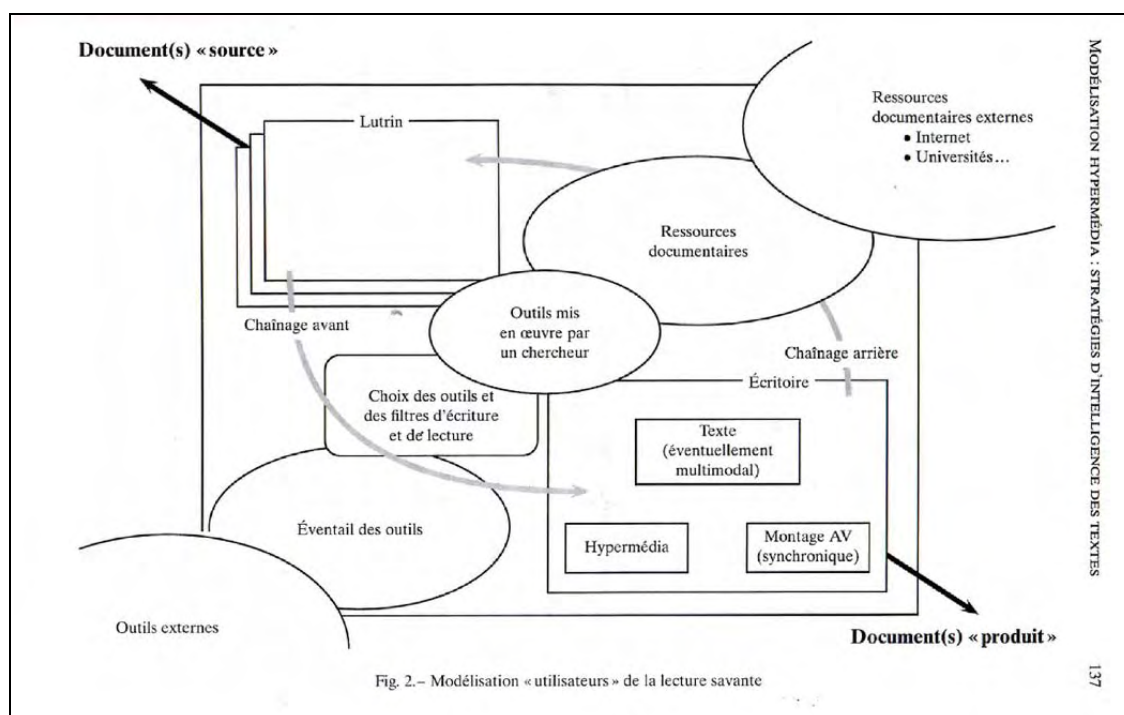 Document(s) « source »
Lutrin
Ressources
documentaires externes
• Internet
• Universités…
Ressources
documentaires
Outils mis
en œuvre par
un chercheur
Chaînage avant
Chaînage arrière
Choix des outils et
des filtres d'écriture
et de lecture
Écritoire
Texte
(éventuellement
multimodal)
Éventail des outils
Hypermédia
Montage AV
(synchronique)
Outils externes
Document(s) « produit »
Fig. 2.– Modélisation « utilisateurs » de la lecture savante
MODÉLISATION HYPERMÉDIA : STRATÉGIES D'INTELLIGENCE DES TEXTES
137